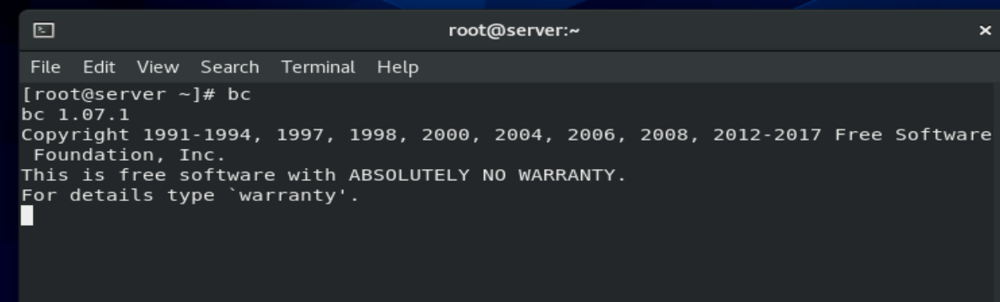 root@server:~ ×
File Edit View Search Terminal Help
[root@server ~]# bc
bc 1.07.1
Copyright 1991-1994, 1997, 1998, 2000, 2004, 2006, 2008, 2012-2017 Free Software
 Foundation, Inc.
This is free software with ABSOLUTELY NO WARRANTY.
For details type `warranty'.